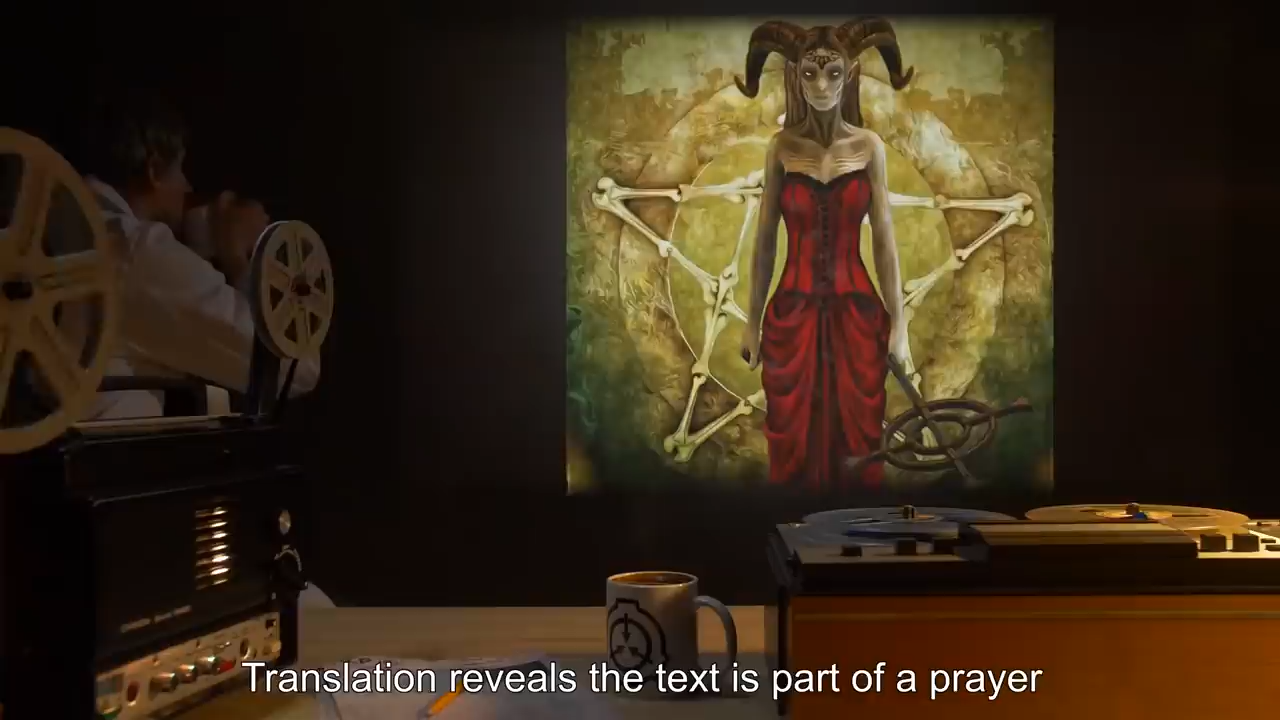 Translation reveals the text is part of a prayer